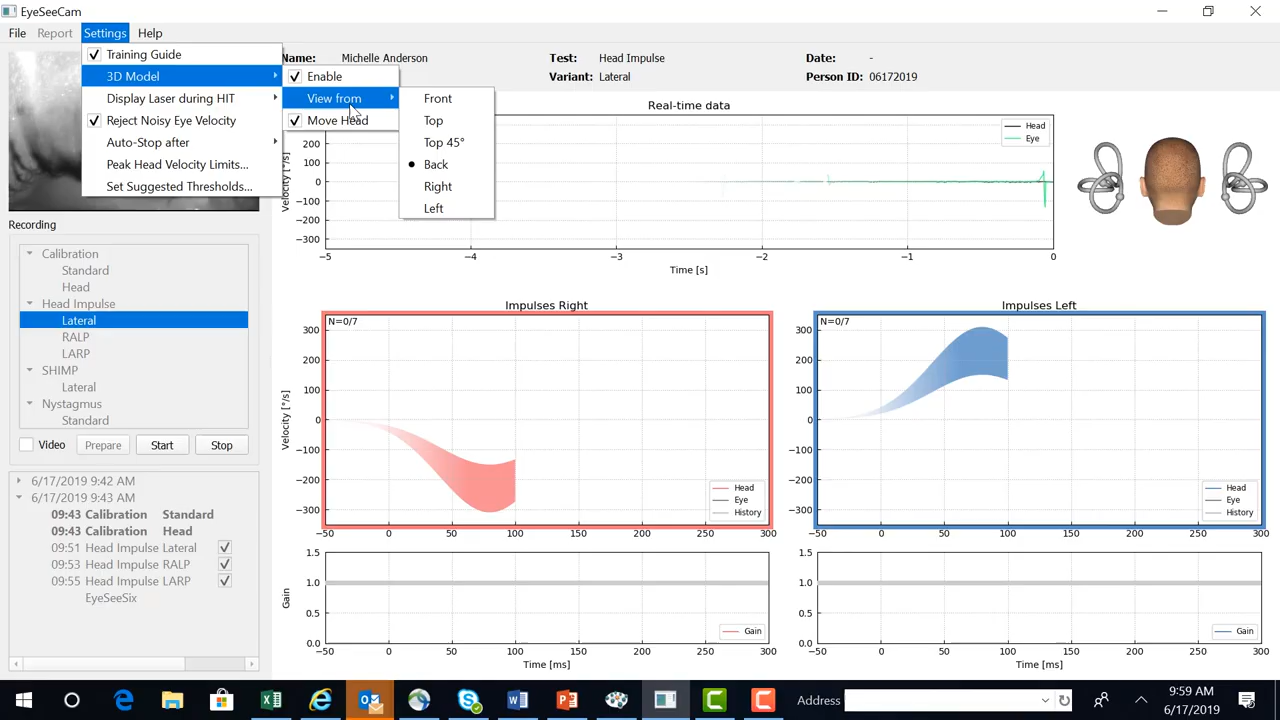 EyeSeeCam
File Report Settings Help
Training Guide
3D Model
Display Laser during HIT
Reject Noisy Eye Velocity
Auto-Stop after
Peak Head Velocity Limits...
Set Suggested Thresholds...
Enable
View from
Move Head
Front
Top
Top 45°
Back
Right
Left
Name: Michelle Anderson Test: Head Impulse Date: -
Variant: Lateral Person ID: 06172019
Real-time data
Velocity [°/s]
200
100
0
−100
−200
−300
Head
Eye
−5 −4 −3 −2 −1 0
Time [s]
Recording
Calibration
Standard
Head
Head Impulse
Lateral
RALP
LARP
SHIMP
Lateral
Nystagmus
Standard
Video Prepare Start Stop
6/17/2019 9:42 AM
6/17/2019 9:43 AM
09:43 Calibration Standard
09:43 Calibration Head
09:51 Head Impulse Lateral
09:53 Head Impulse RALP
09:55 Head Impulse LARP
EyeSeeSix
Impulses Right
N=0/7
Velocity [°/s]
300
200
100
0
−100
−200
−300
Head
Eye
History
−50 0 50 100 150 200 250 300
Impulses Left
N=0/7
300
200
100
0
−100
−200
−300
Head
Eye
History
−50 0 50 100 150 200 250 300
Gain
1.5
1.0
0.5
0.0
Gain
−50 0 50 100 150 200 250 300
Time [ms]
1.5
1.0
0.5
0.0
Gain
−50 0 50 100 150 200 250 300
Time [ms]
Address
9:59 AM
6/17/2019